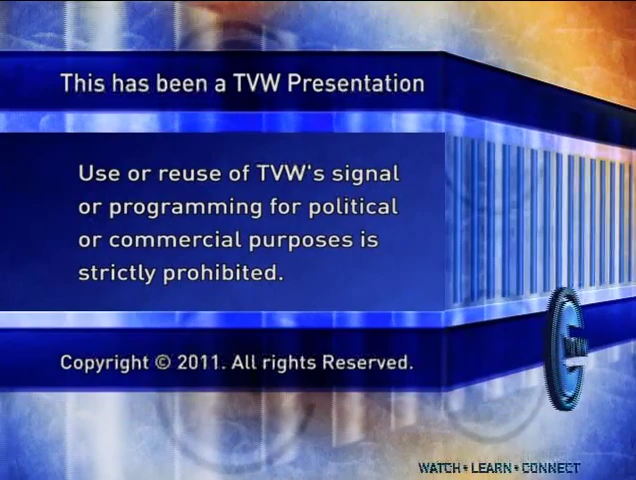 This has been a TVW Presentation
Use or reuse of TVW's signal
or programming for political
or commercial purposes is
strictly prohibited.
Copyright © 2011. All rights Reserved.
TVW
WATCH • LEARN • CONNECT